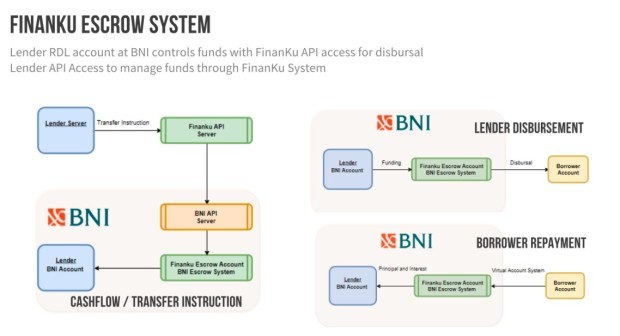 FINANKU ESCROW SYSTEM
Lender RDL account at BNI controls funds with FinanKu API access for disbursal
Lender API Access to manage funds through FinanKu System
Lender Server
Transfer Instruction
Finanku API
Server
BNI
BNI API
Server
Lender
BNI Account
Finanku Escrow Account
BNI Escrow System
CASHFLOW / TRANSFER INSTRUCTION
BNI
LENDER DISBURSEMENT
Lender
BNI Account
Funding
Finanku Escrow Account
BNI Escrow System
Disbursal
Borrower
Account
BNI
BORROWER REPAYMENT
Lender
BNI Account
Principal and Interest
Finanku Escrow Account
BNI Escrow System
Virtual Account System
Borrower
Account